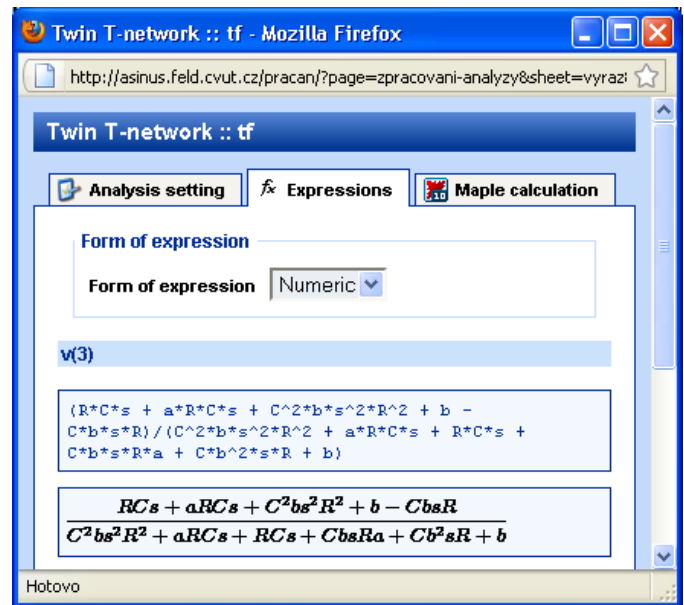 Twin T-network :: tf - Mozilla Firefox
http://asinus.feld.cvut.cz/pracan/?page=zpracovani-analyzy&sheet=vyraz
Twin T-network :: tf
Analysis setting fx Expressions Maple calculation
Form of expression
Form of expression Numeric
v(3)
(R*C*s + a*R*C*s + C^2*b*s^2*R^2 + b -
C*b*s*R)/(C^2*b*s^2*R^2 + a*R*C*s + R*C*s +
C*b*s*R*a + C*b^2*s*R + b)
RCs + aRCs + C²bs²R² + b − CbsR
C²bs²R² + aRCs + RCs + CbsRa + Cb²sR + b
Hotovo